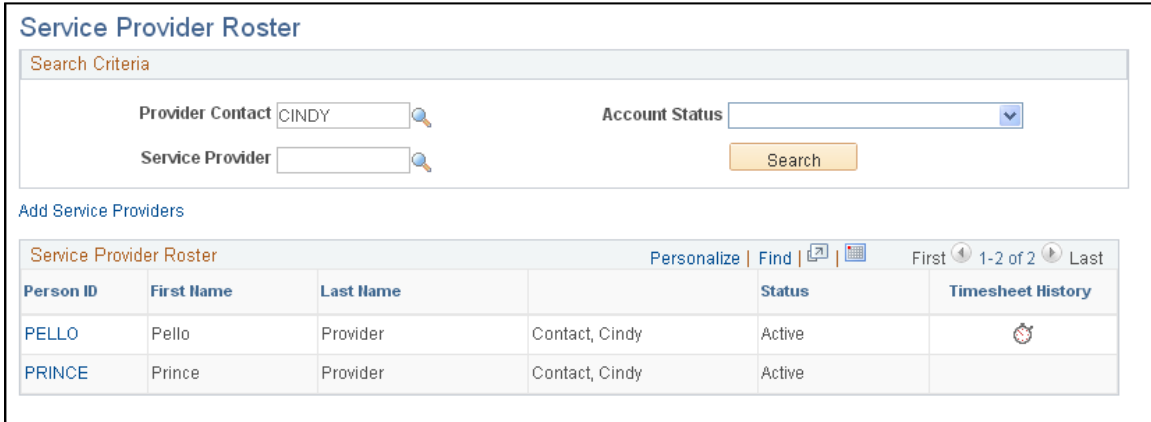 Service Provider Roster
Search Criteria
Provider Contact CINDY Account Status
Service Provider Search
Add Service Providers
Service Provider Roster Personalize | Find | | First 1-2 of 2 Last
Person ID First Name Last Name Status Timesheet History
PELLO Pello Provider Contact, Cindy Active
PRINCE Prince Provider Contact, Cindy Active